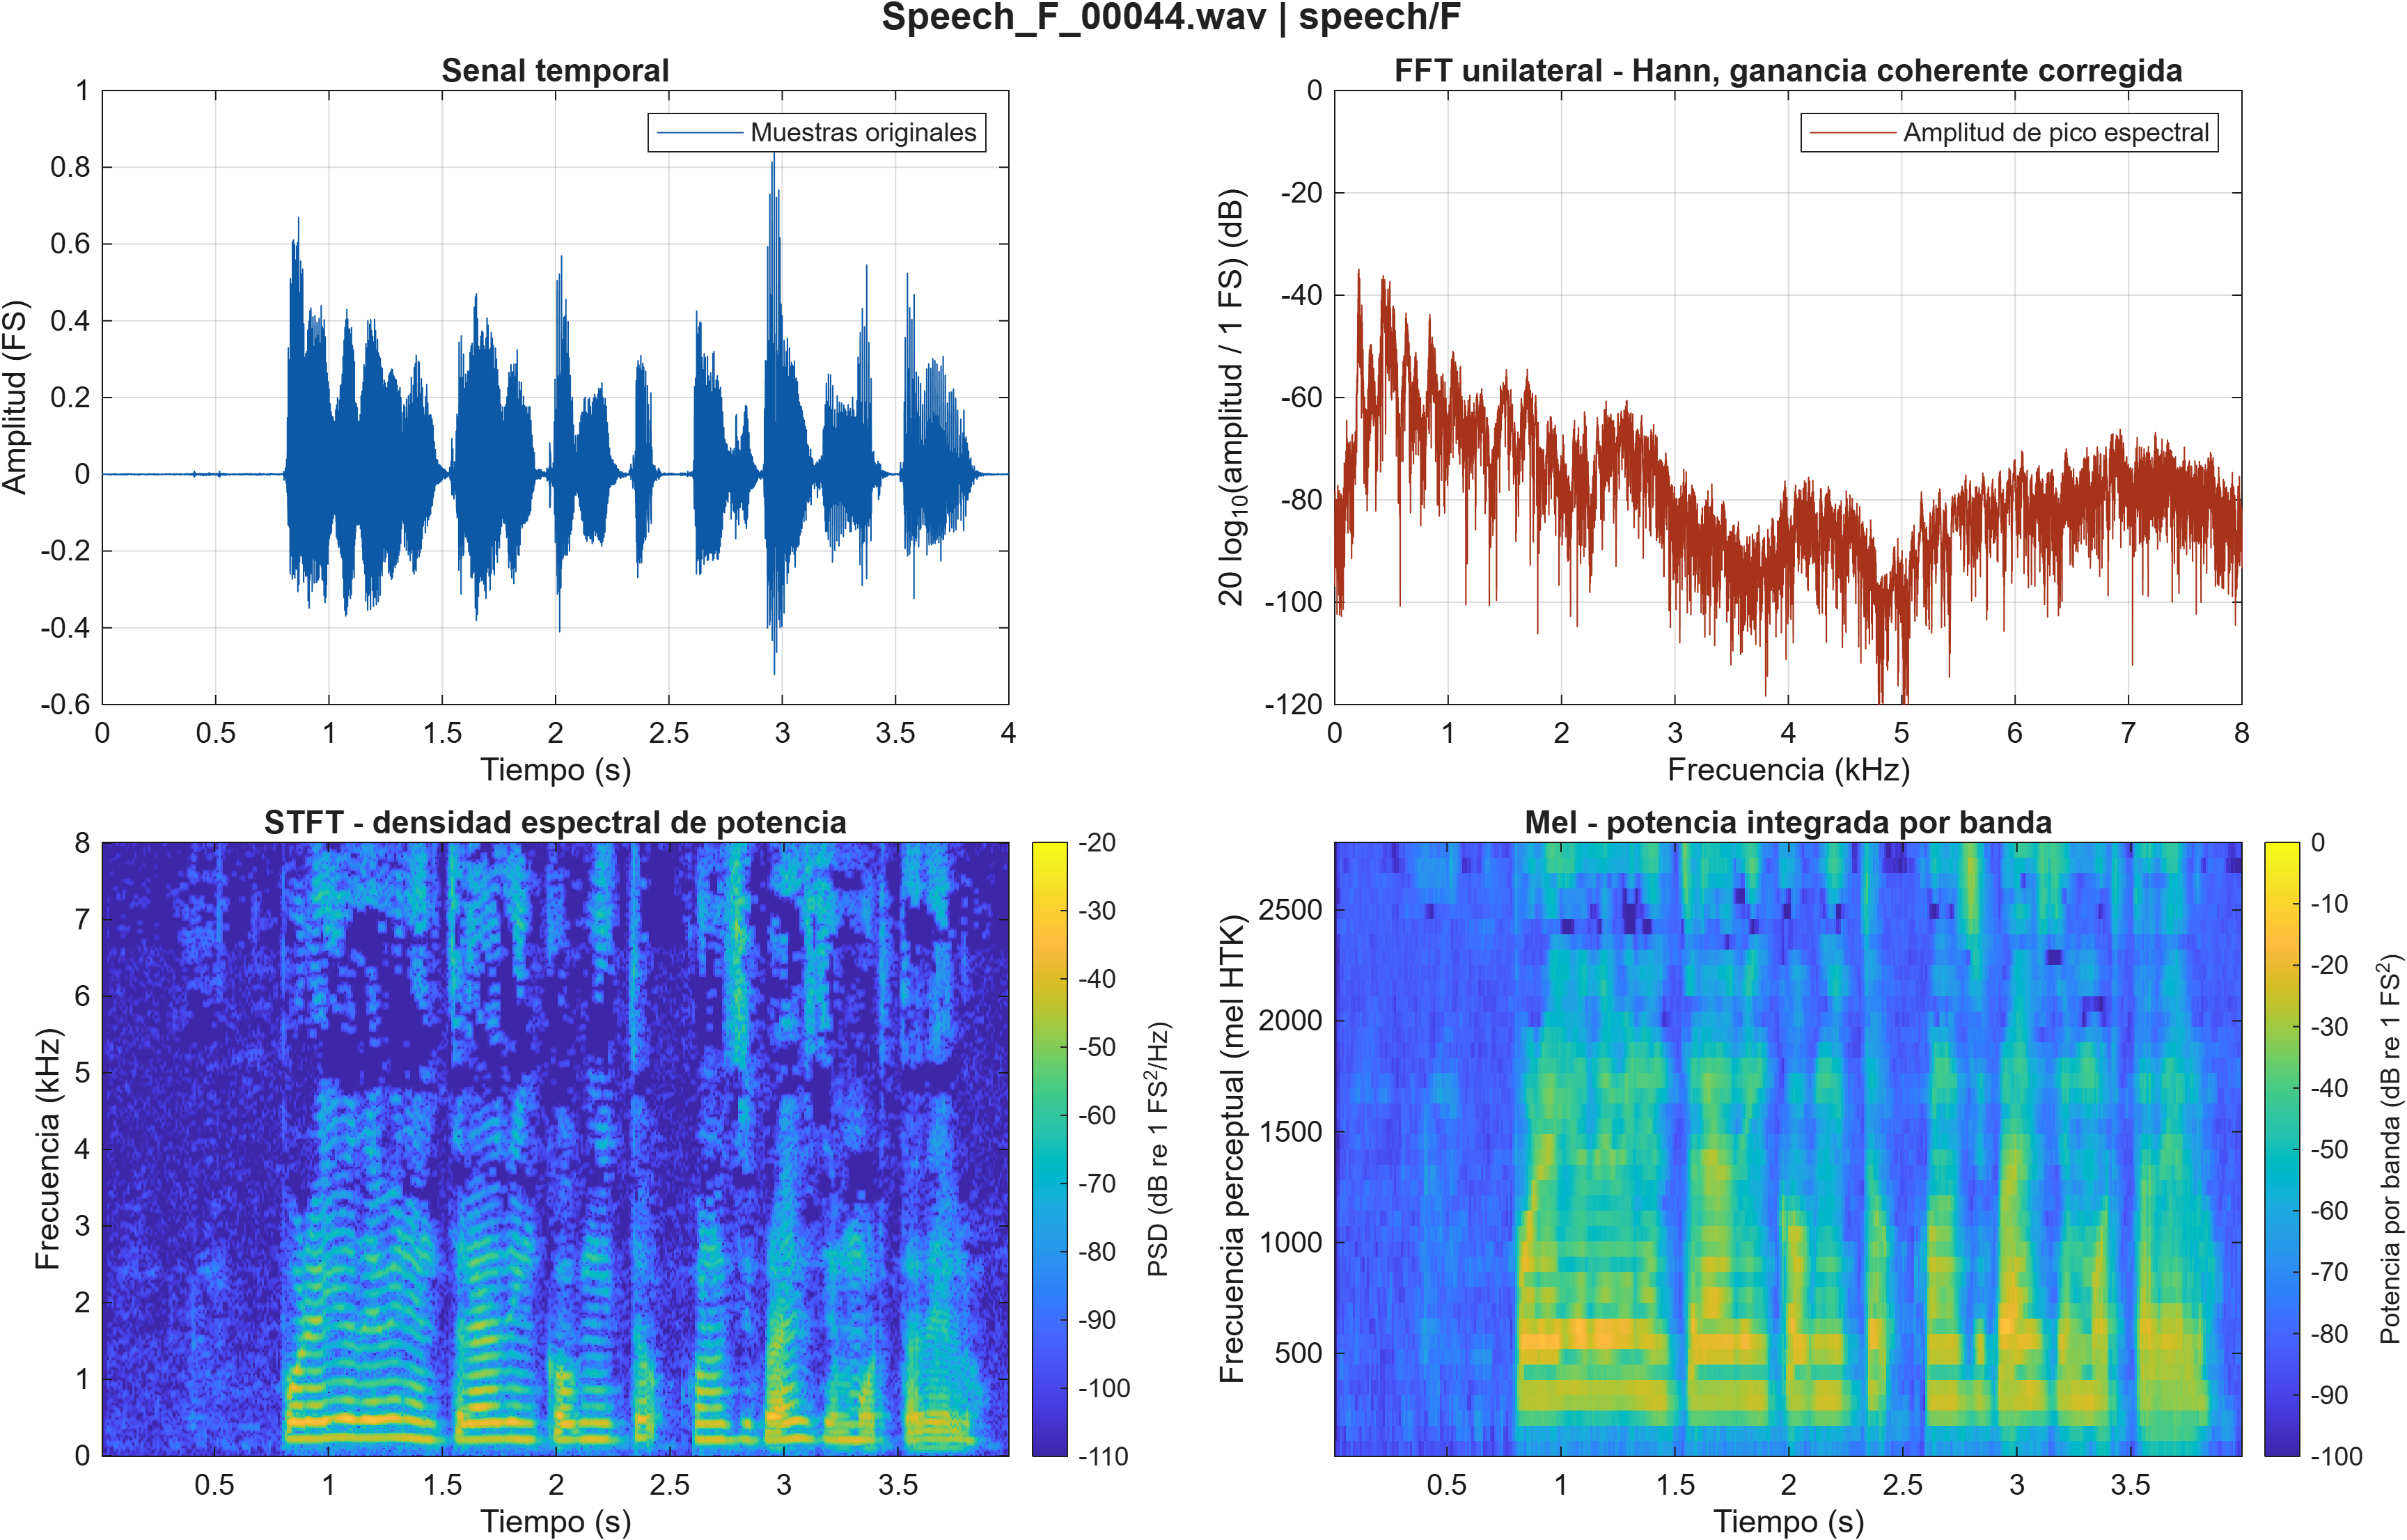 Speech_F_00044.wav | speech/F
Senal temporal
1
0.8
0.6
0.4
0.2
0
-0.2
-0.4
-0.6
Amplitud (FS)
Muestras originales
0 0.5 1 1.5 2 2.5 3 3.5 4
Tiempo (s)
FFT unilateral - Hann, ganancia coherente corregida
0
-20
-40
-60
-80
-100
-120
20 log10(amplitud / 1 FS) (dB)
Amplitud de pico espectral
0 1 2 3 4 5 6 7 8
Frecuencia (kHz)
STFT - densidad espectral de potencia
8
7
6
5
4
3
2
1
0
Frecuencia (kHz)
0.5 1 1.5 2 2.5 3 3.5
Tiempo (s)
-20
-30
-40
-50
-60
-70
-80
-90
-100
-110
PSD (dB re 1 FS²/Hz)
Mel - potencia integrada por banda
2500
2000
1500
1000
500
Frecuencia perceptual (mel HTK)
0.5 1 1.5 2 2.5 3 3.5
Tiempo (s)
0
-10
-20
-30
-40
-50
-60
-70
-80
-90
-100
Potencia por banda (dB re 1 FS²)